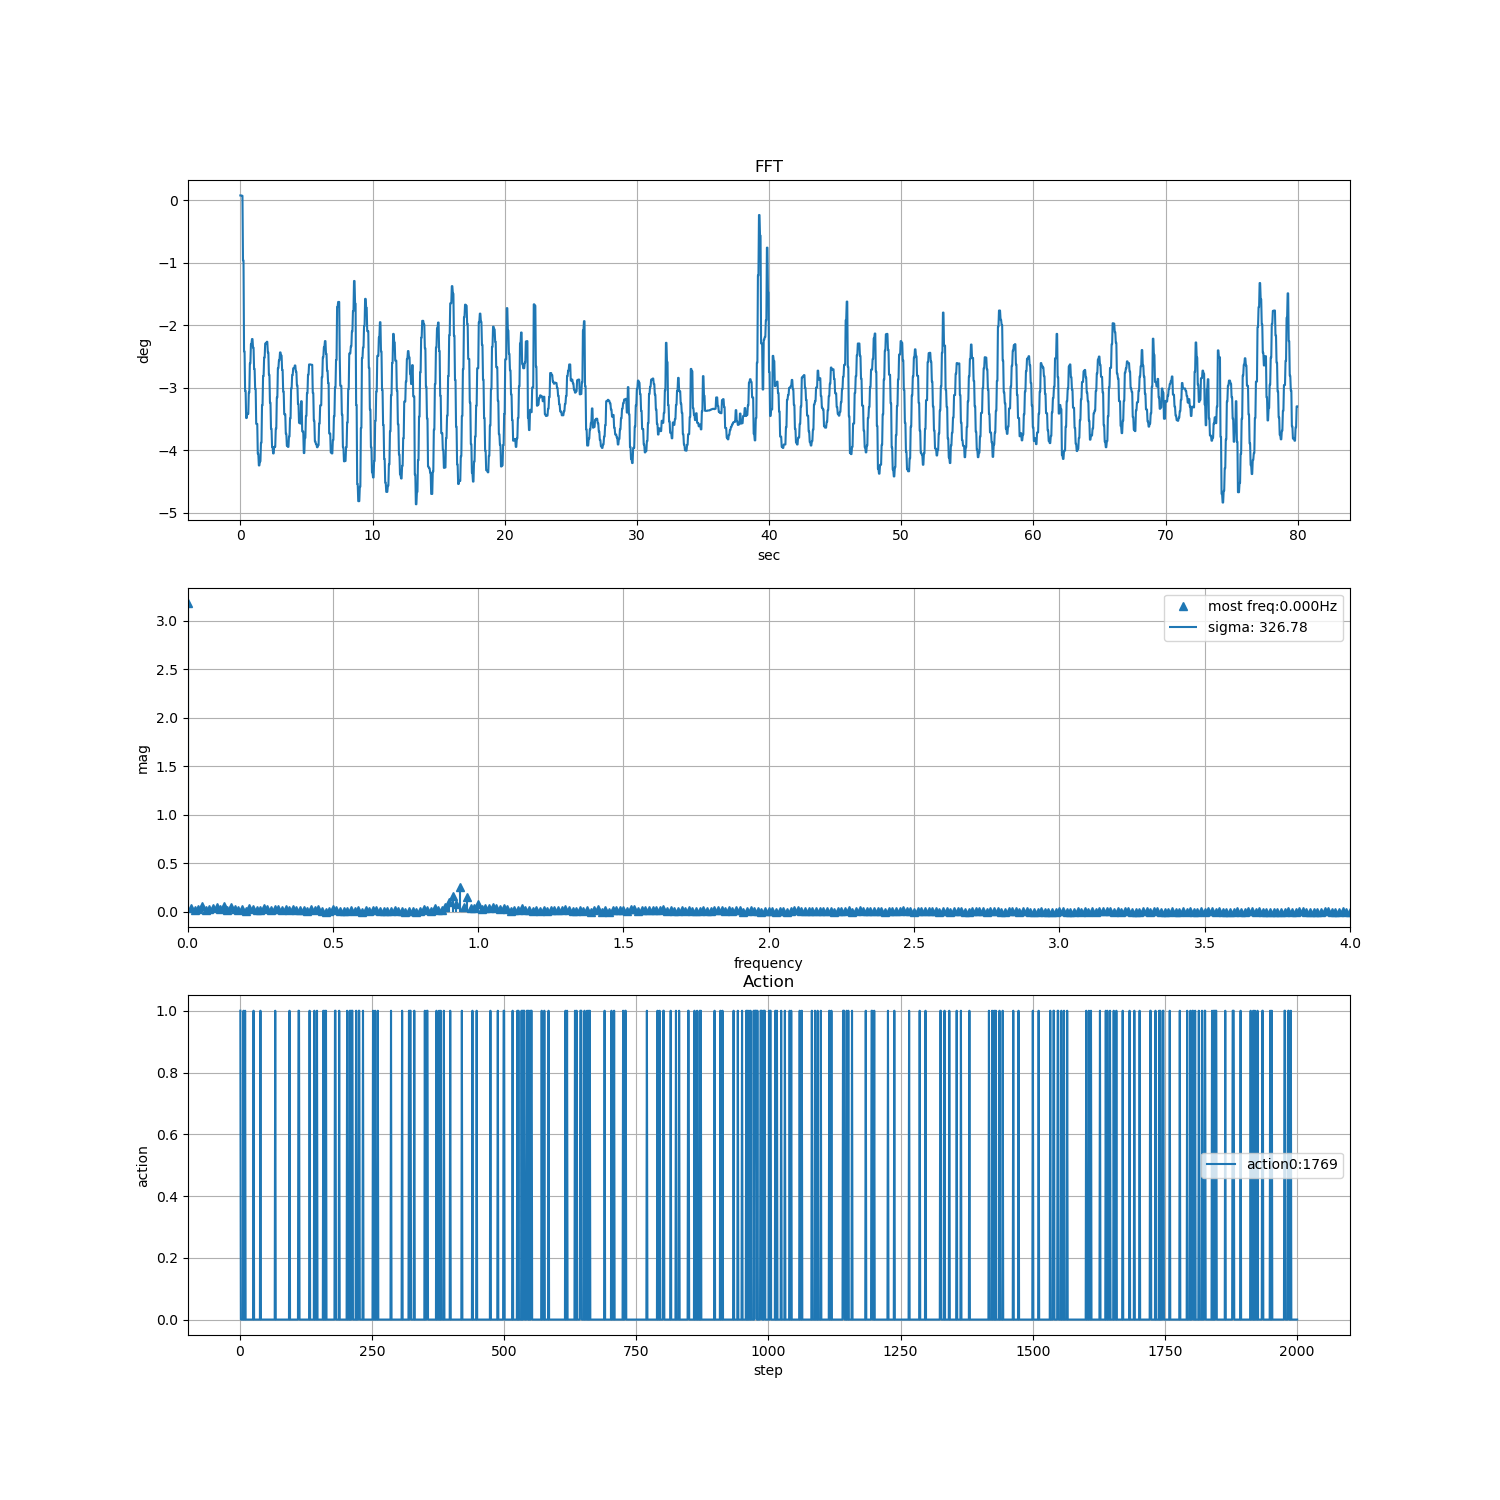 FFT
0
−1
−2
−3
−4
−5
deg
0 10 20 30 40 50 60 70 80
sec
most freq:0.000Hz
sigma: 326.78
3.0
2.5
2.0
1.5
1.0
0.5
0.0
mag
0.0 0.5 1.0 1.5 2.0 2.5 3.0 3.5 4.0
frequency
Action
1.0
0.8
0.6
0.4
0.2
0.0
action
action0:1769
0 250 500 750 1000 1250 1500 1750 2000
step